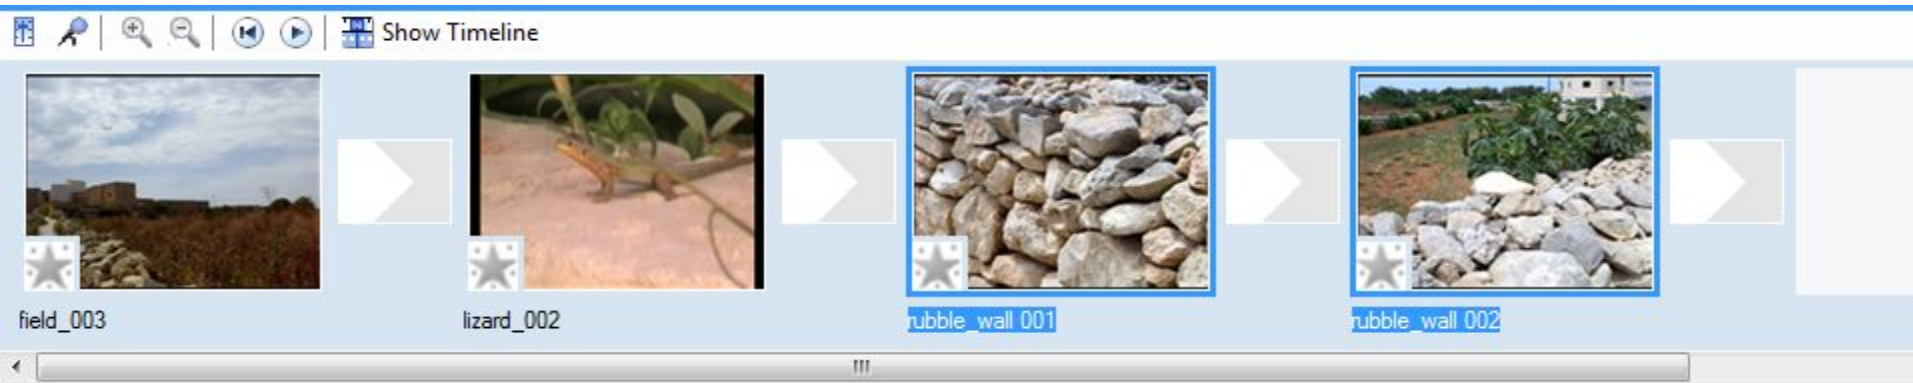 Show Timeline
field_003
lizard_002
rubble_wall 001
rubble_wall 002